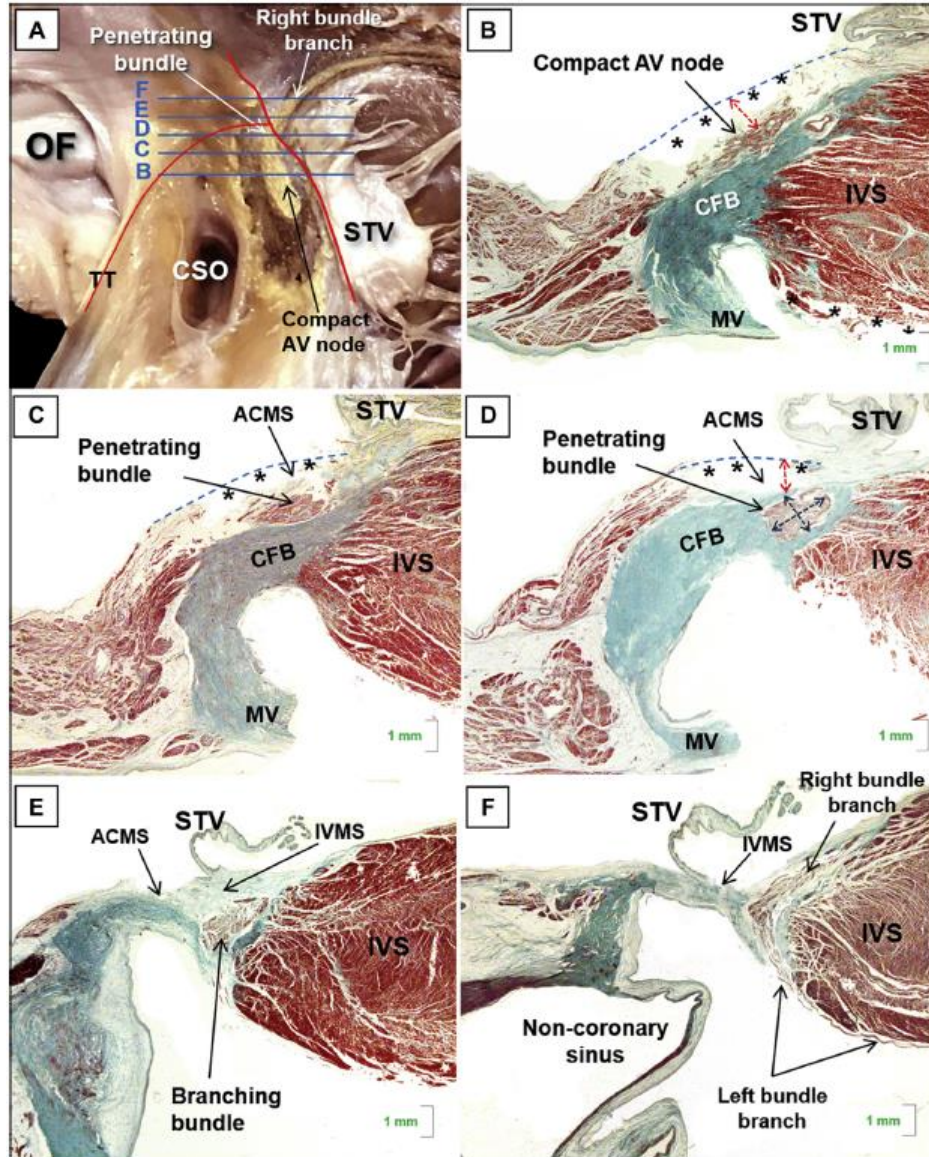 A
Penetrating
bundle
Right bundle
branch
F
E
D
C
B
OF
TT
CSO
STV
Compact
AV node
B
STV
Compact AV node
* * * *
CFB
IVS
MV
* * * *
1 mm
C
STV
ACMS
Penetrating
bundle
* * *
CFB
IVS
MV
1 mm
D
STV
ACMS
Penetrating
bundle
* * *
CFB
IVS
MV
1 mm
E
STV
ACMS
IVMS
IVS
Branching
bundle
1 mm
F
Right bundle
branch
STV
IVMS
IVS
Non-coronary
sinus
Left bundle
branch
1 mm